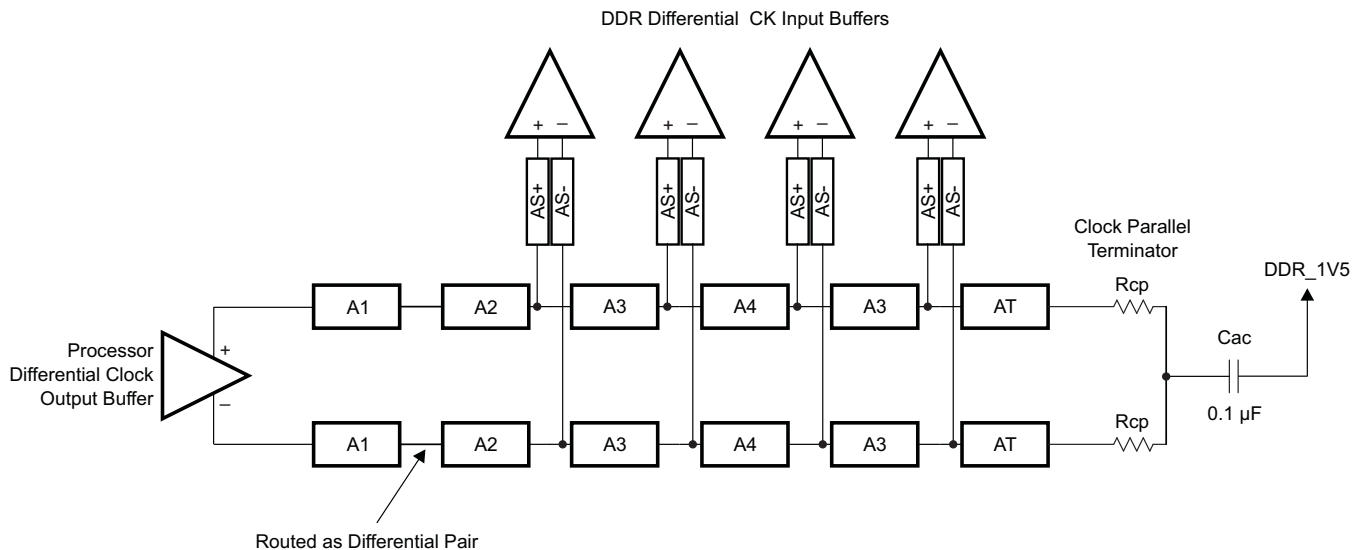 DDR Differential CK Input Buffers
+ –
+ –
+ –
+ –
AS+
AS-
AS+
AS-
AS+
AS-
AS+
AS-
Clock Parallel
Terminator
DDR_1V5
A1
A2
A3
A4
A3
AT
Rcp
Processor
Differential Clock
Output Buffer
+
–
Cac
0.1 µF
A1
A2
A3
A4
A3
AT
Rcp
Routed as Differential Pair